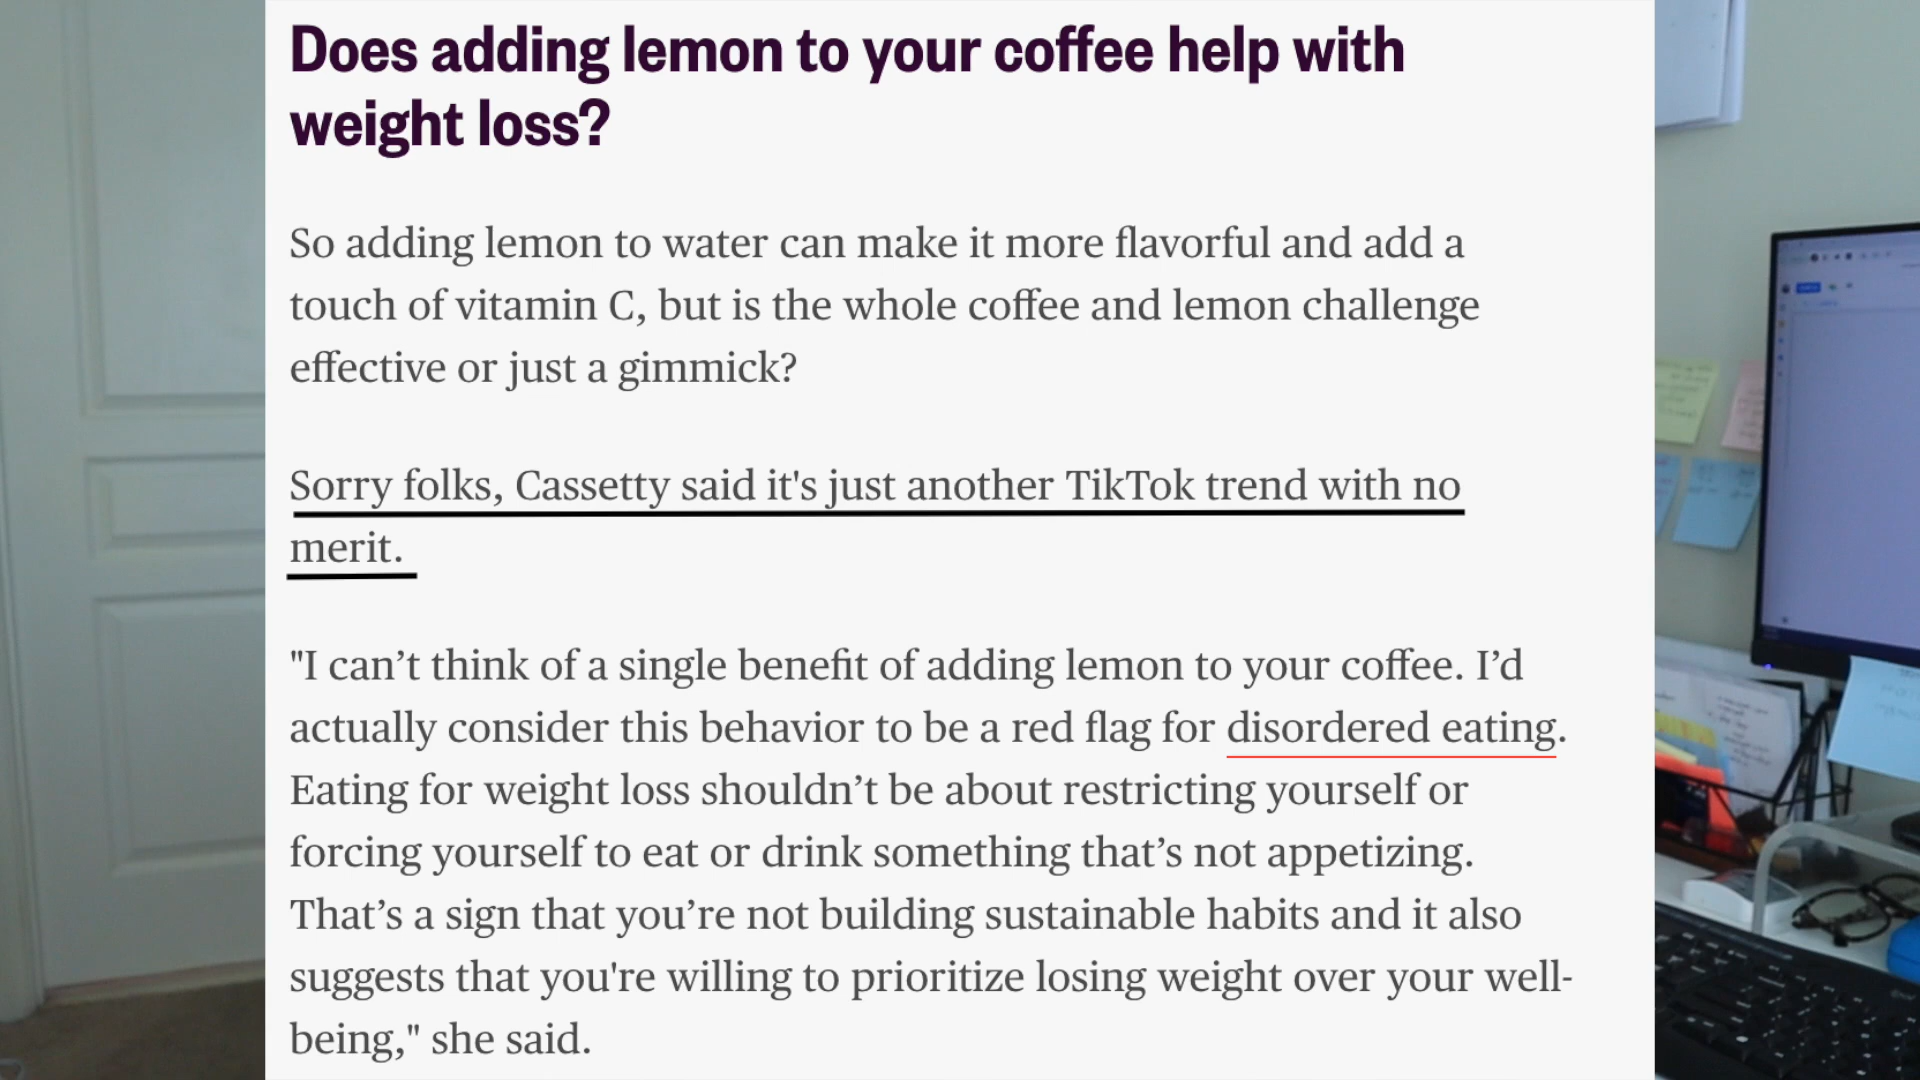 Does adding lemon to your coffee help with
weight loss?
So adding lemon to water can make it more flavorful and add a
touch of vitamin C, but is the whole coffee and lemon challenge
effective or just a gimmick?
Sorry folks, Cassetty said it's just another TikTok trend with no
merit.
"I can’t think of a single benefit of adding lemon to your coffee. I’d
actually consider this behavior to be a red flag for disordered eating.
Eating for weight loss shouldn’t be about restricting yourself or
forcing yourself to eat or drink something that’s not appetizing.
That’s a sign that you’re not building sustainable habits and it also
suggests that you're willing to prioritize losing weight over your well-
being," she said.